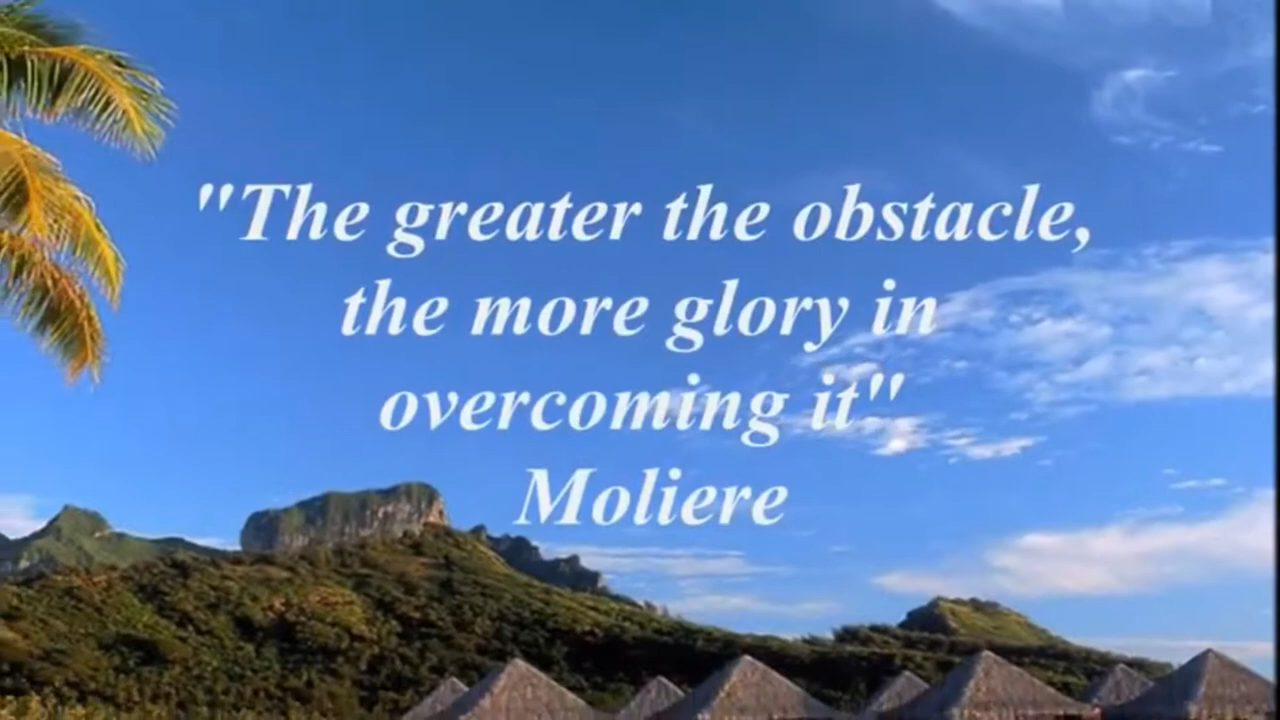 "The greater the obstacle,
the more glory in
overcoming it"
Moliere